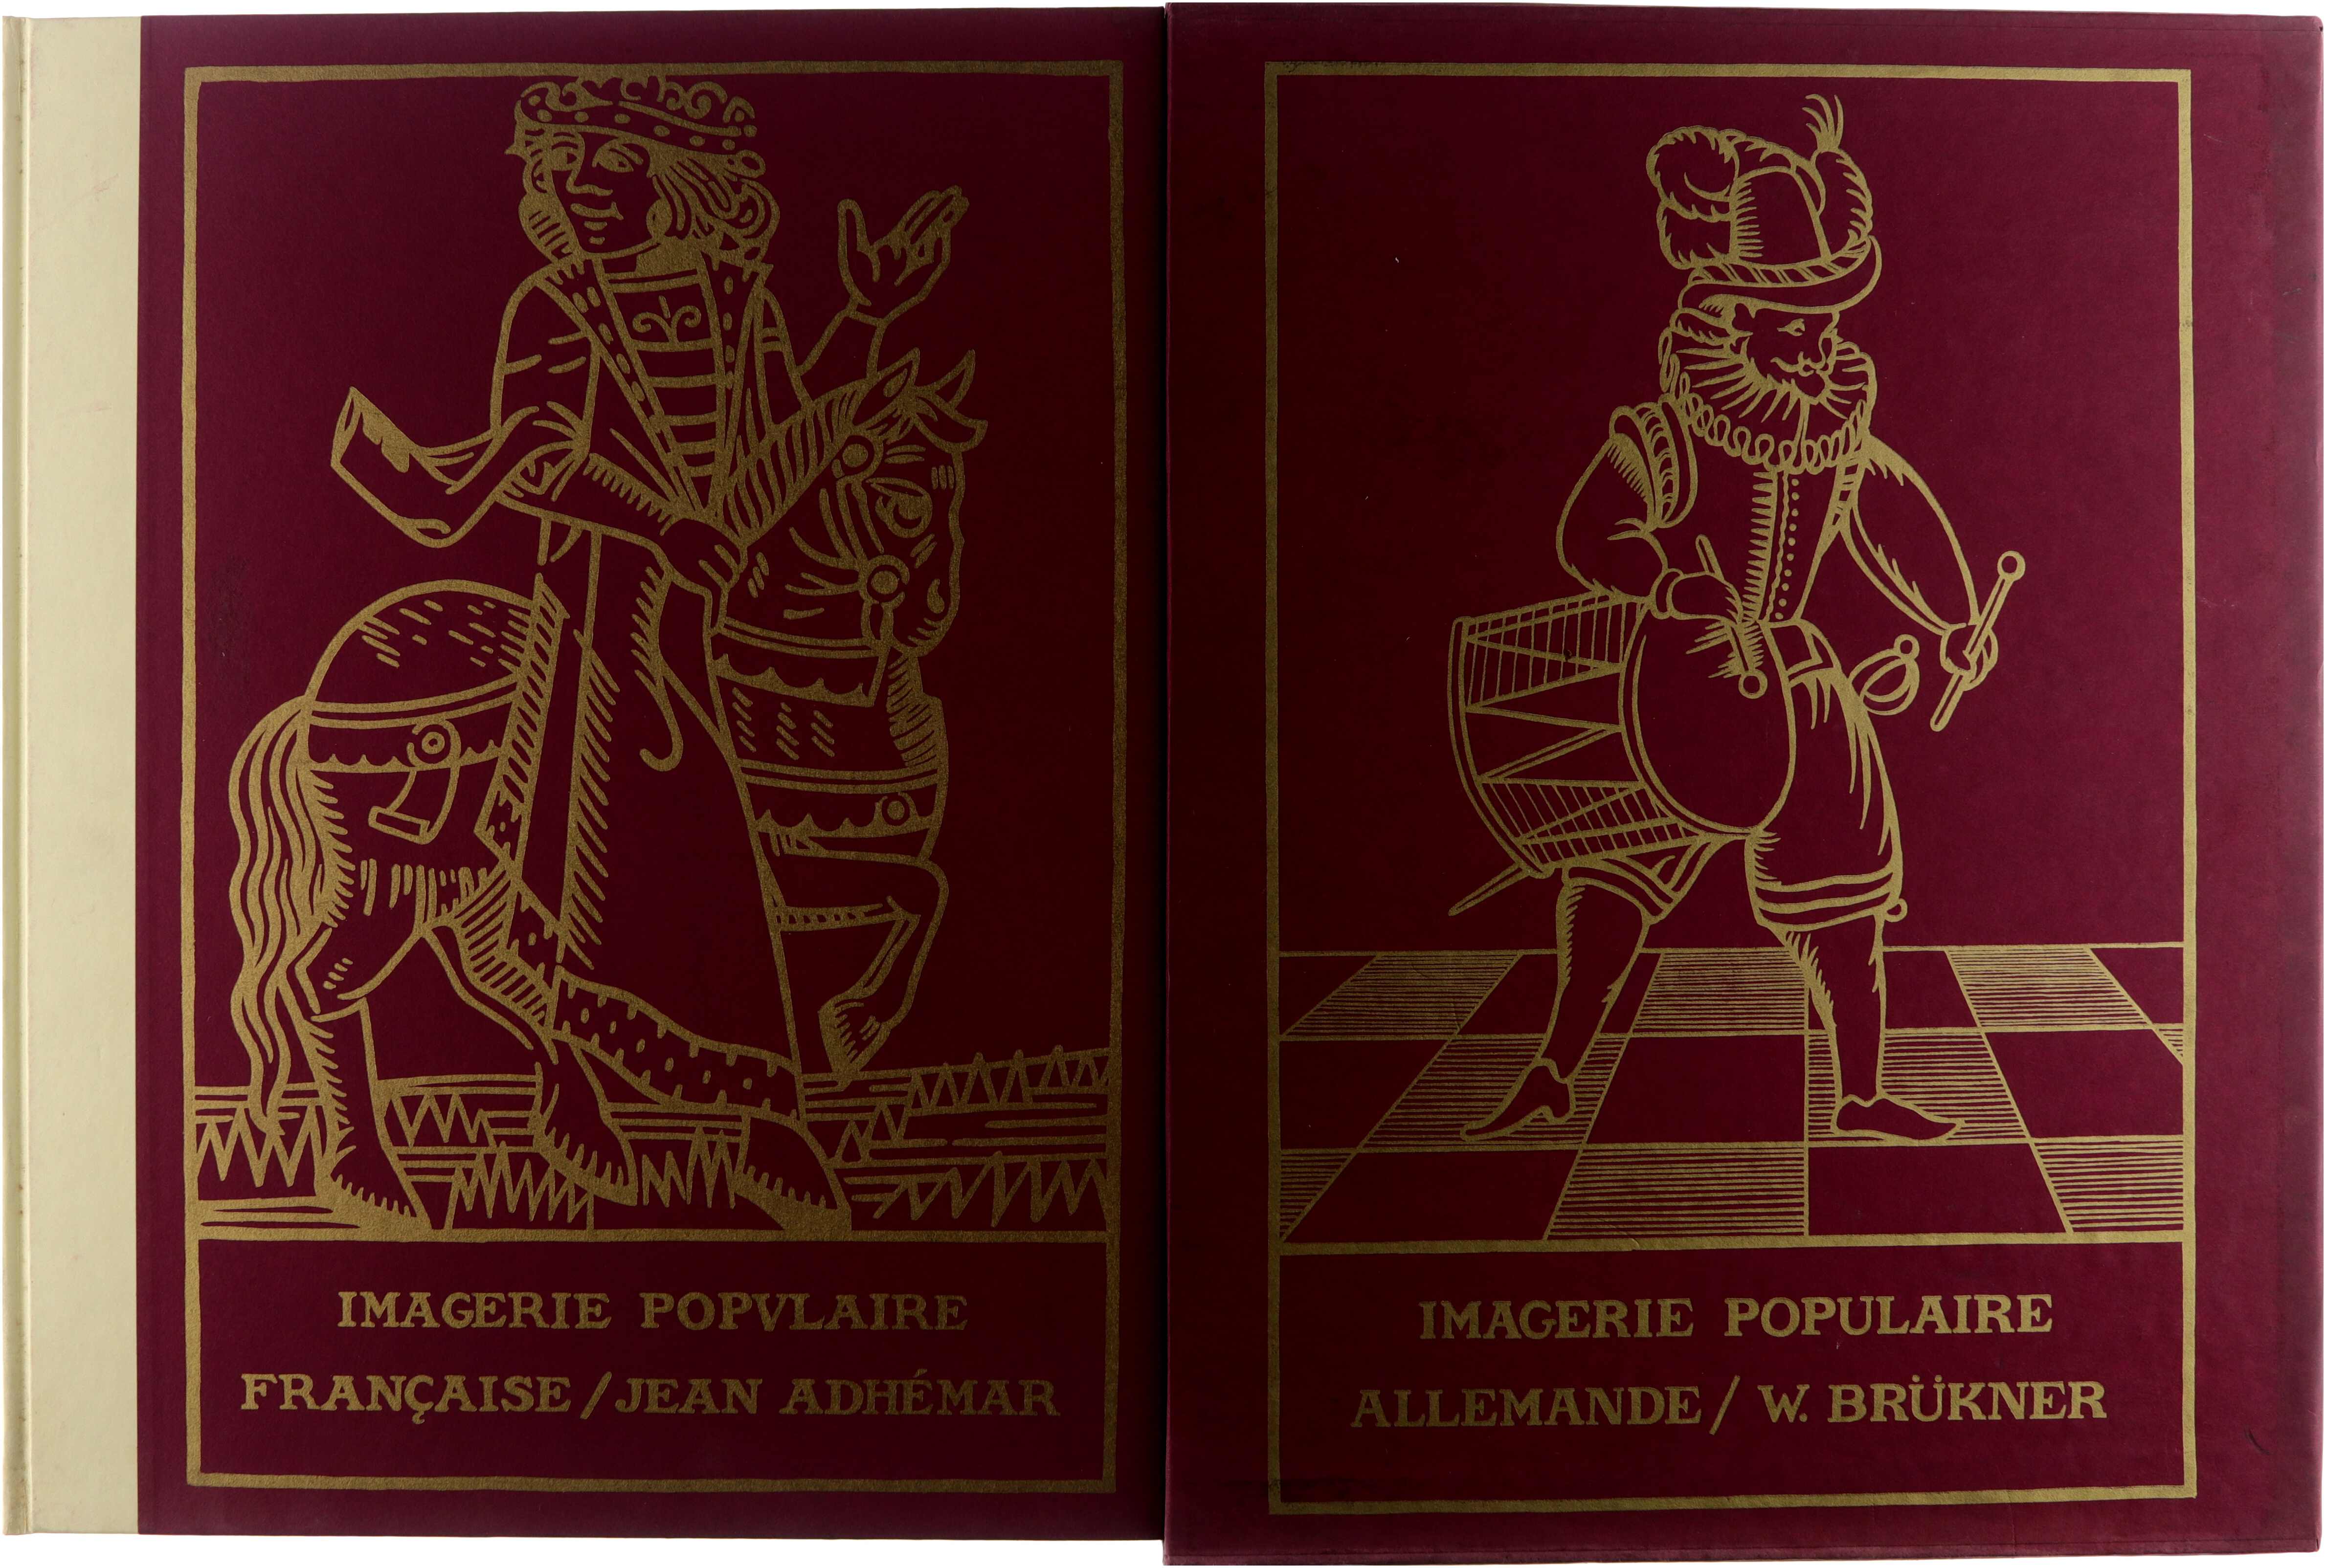 IMAGERIE POPVLAIRE
FRANÇAISE / JEAN ADHÉMAR
IMAGERIE POPULAIRE
ALLEMANDE / W. BRÜKNER